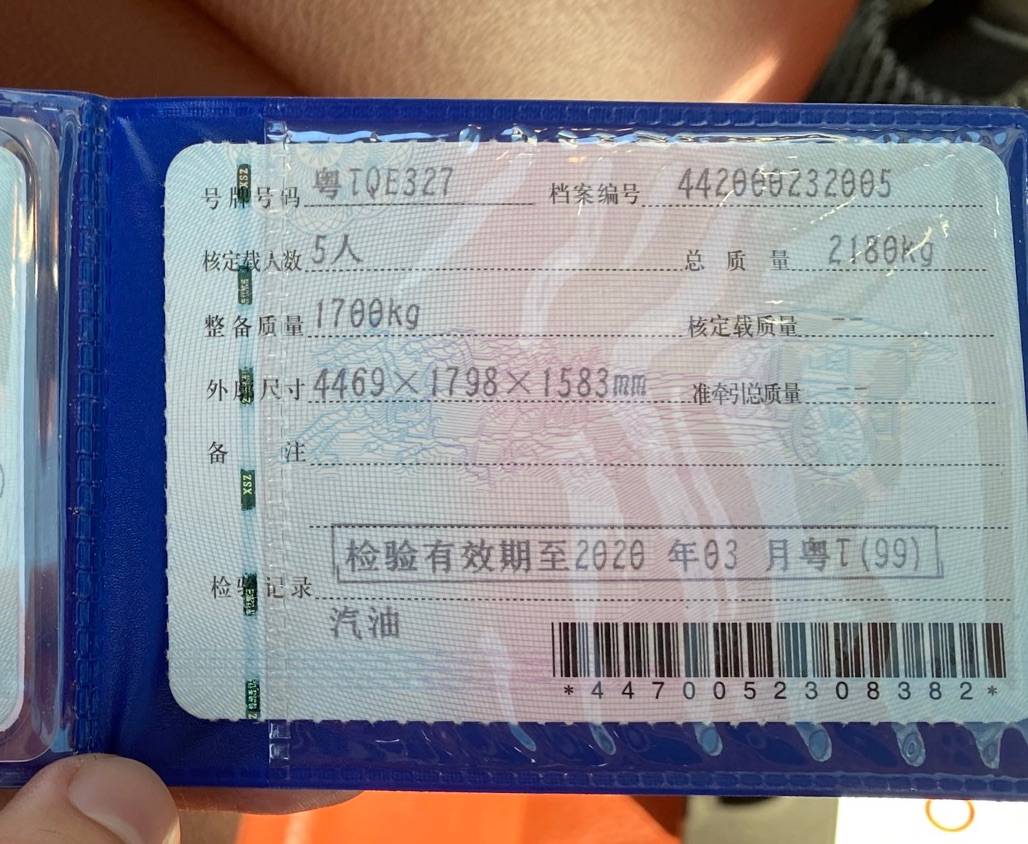 号牌号码 粤TQE327 档案编号 442000232005
核定载人数 5人 总质量 2180kg
整备质量 1700kg 核定载质量 --
外廓尺寸 4469×1798×1583mm 准牵引总质量 --
备注
检验有效期至2020 年03 月粤T(99)
检验记录
汽油
*4470052308382*
XSZ
XSZ